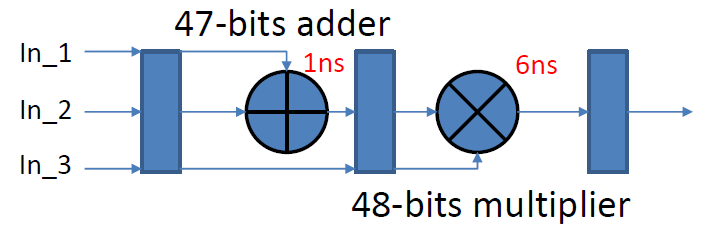 47-bits adder
In_1
1ns
6ns
In_2
In_3
48-bits multiplier